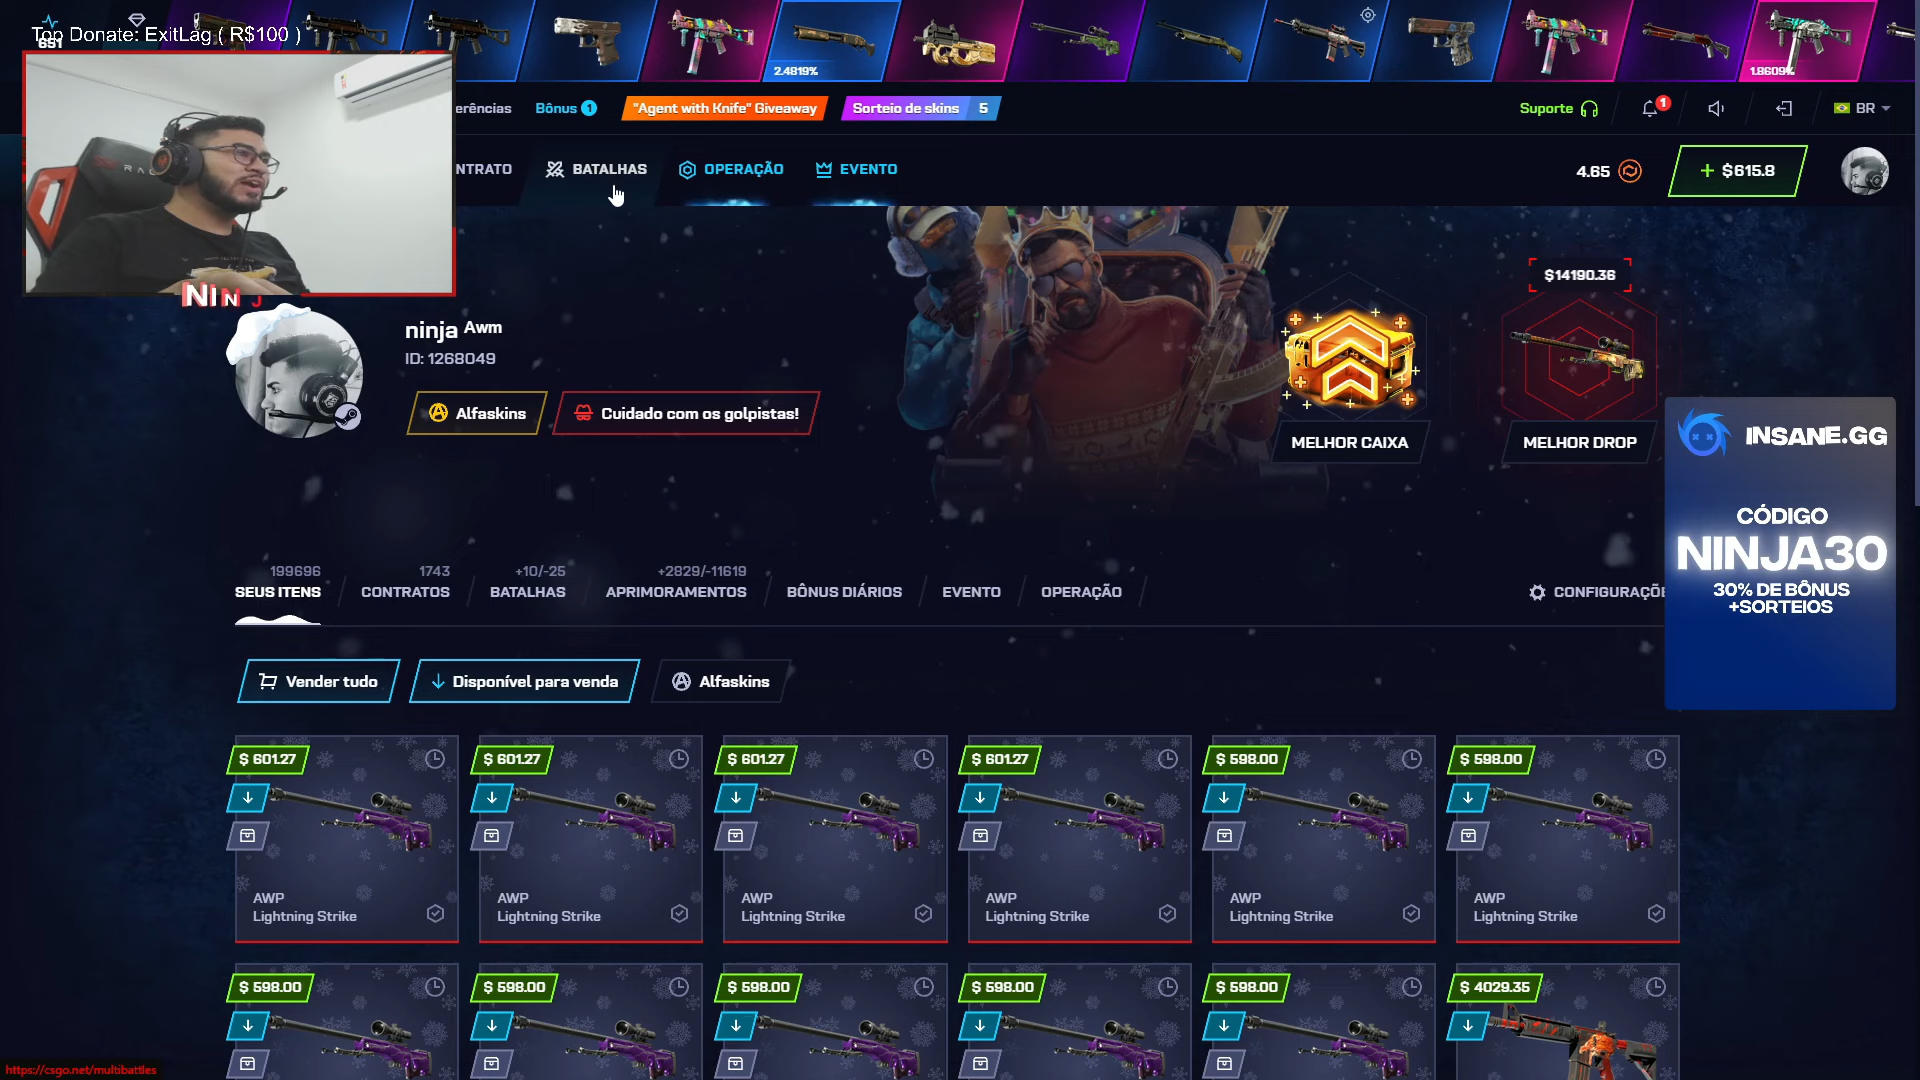 651
Top Donate: ExitLag ( R$100 )
2.4819%
1.8609%
erências
Bônus 1
"Agent with Knife" Giveaway
Sorteio de skins 5
Suporte
1
BR
NTRATO
BATALHAS
OPERAÇÃO
EVENTO
4.65
+ $615.8
NINJ
ninja Awm
ID: 1268049
Alfaskins
Cuidado com os golpistas!
MELHOR CAIXA
$14190.36
MELHOR DROP
INSANE.GG
CÓDIGO
NINJA30
30% DE BÔNUS
+SORTEIOS
199696
SEUS ITENS
1743
CONTRATOS
+10/-25
BATALHAS
+2829/-11619
APRIMORAMENTOS
BÔNUS DIÁRIOS
EVENTO
OPERAÇÃO
CONFIGURAÇÕE
Vender tudo
Disponível para venda
Alfaskins
$ 601.27
AWP
Lightning Strike
$ 601.27
AWP
Lightning Strike
$ 601.27
AWP
Lightning Strike
$ 601.27
AWP
Lightning Strike
$ 598.00
AWP
Lightning Strike
$ 598.00
AWP
Lightning Strike
$ 598.00
$ 598.00
$ 598.00
$ 598.00
$ 598.00
$ 4029.35
https://csgo.net/multibattles